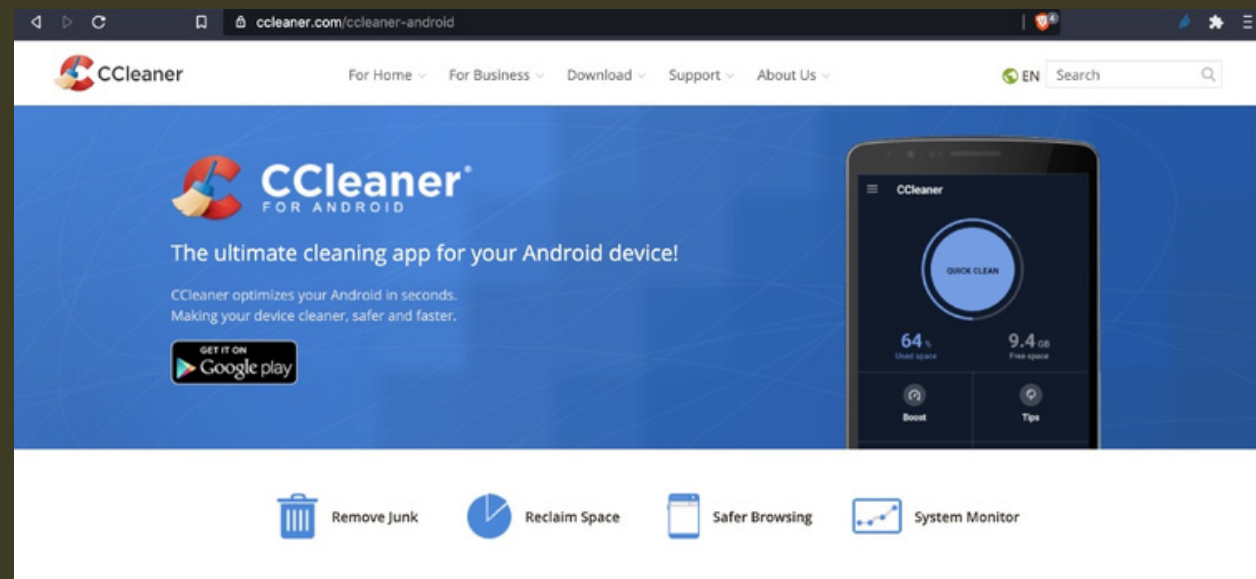 ccleaner.com/ccleaner-android
4
CCleaner
For Home
For Business
Download
Support
About Us
EN
Search
CCleaner®
FOR ANDROID
The ultimate cleaning app for your Android device!
CCleaner optimizes your Android in seconds.
Making your device cleaner, safer and faster.
GET IT ON
Google play
CCleaner
QUICK CLEAN
64 %
Used space
9.4 GB
Free space
Boost
Tips
Remove Junk
Reclaim Space
Safer Browsing
System Monitor